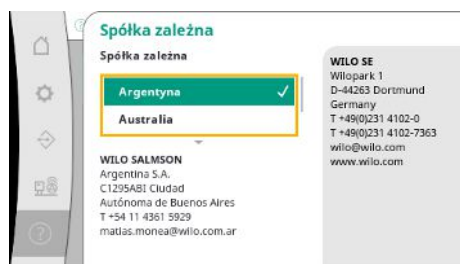 Spółka zależna
Spółka zależna
Argentyna
Australia
WILO SALMSON
Argentina S.A.
C1295ABI Ciudad
Autónoma de Buenos Aires
T +54 11 4361 5929
matias.monea@wilo.com.ar
WILO SE
Wilopark 1
D-44263 Dortmund
Germany
T +49(0)231 4102-0
T +49(0)231 4102-7363
wilo@wilo.com
www.wilo.com